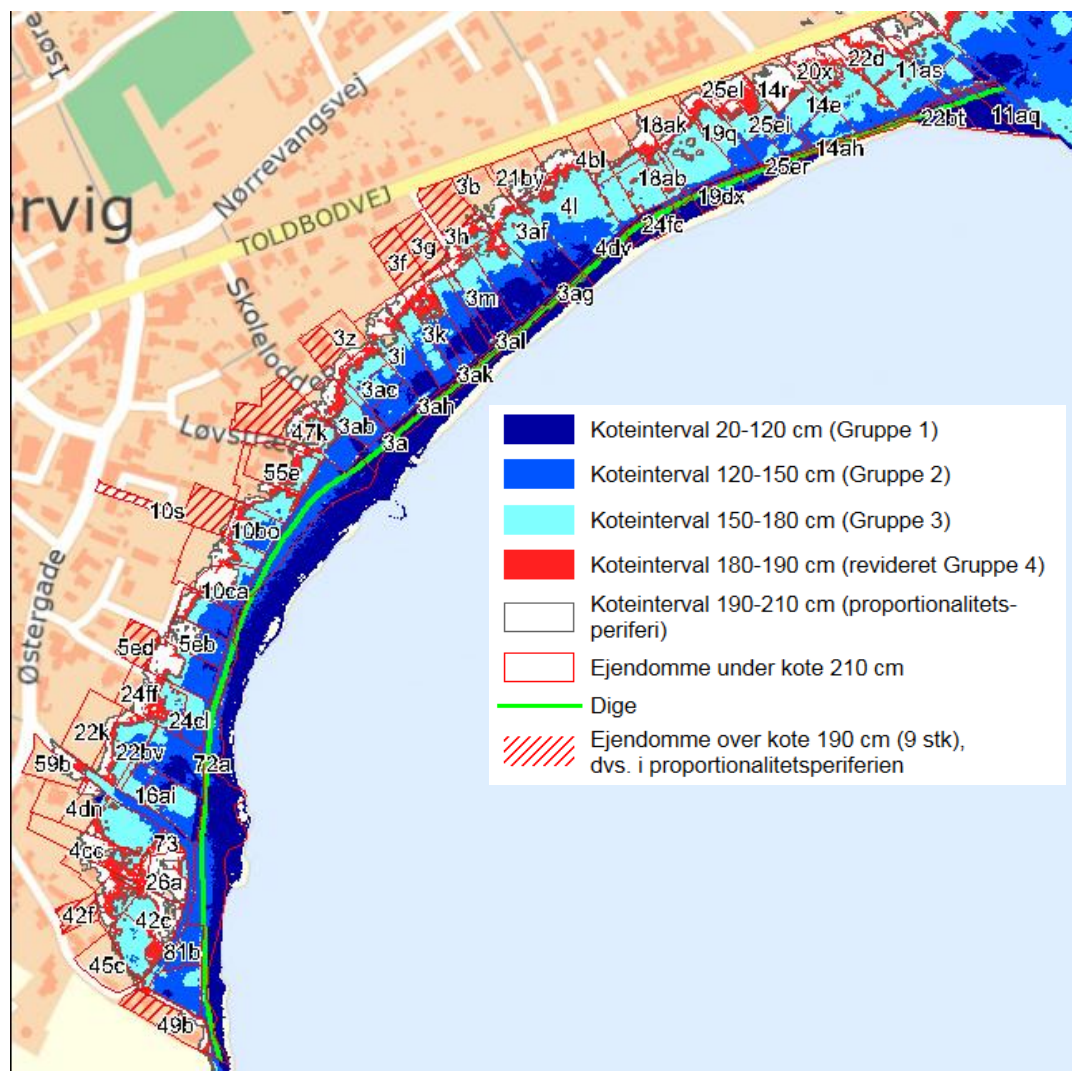 Isøre
Nørrevangsvej
rvig
TOLDBODVEJ
22d
20x
11as
14r
25el
14e
22bt
11aq
18ak
19q
25ei
14ah
4bl
25er
18ab
19dx
3b
21by
4l
24fc
3h
3af
4dv
3g
3f
3m
3ag
Skolelodde
3z
3k
3al
3i
3ac
3ak
3ah
Løvstræ
47k
3ab
3a
55e
10s
10bo
Østergade
10ca
5ed
5eb
24ff
24cl
22k
22bv
59b
72a
16ai
4dn
73
4cc
26a
42f
42c
81b
45c
49b
Koteinterval 20-120 cm (Gruppe 1)
Koteinterval 120-150 cm (Gruppe 2)
Koteinterval 150-180 cm (Gruppe 3)
Koteinterval 180-190 cm (revideret Gruppe 4)
Koteinterval 190-210 cm (proportionalitets-
periferi)
Ejendomme under kote 210 cm
Dige
Ejendomme over kote 190 cm (9 stk),
dvs. i proportionalitetsperiferien